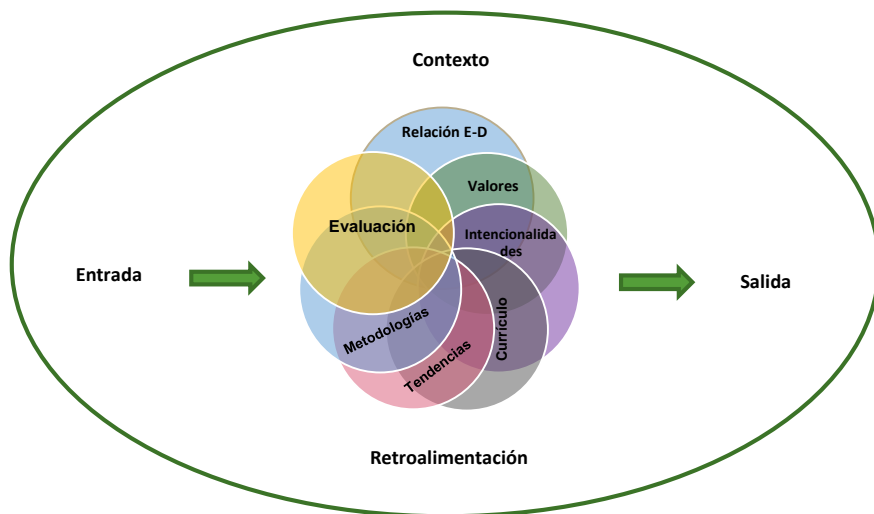 Contexto
Relación E-D
Valores
Evaluación
Intencionalida
des
Entrada
Salida
Metodologías
Tendencias
Currículo
Retroalimentación